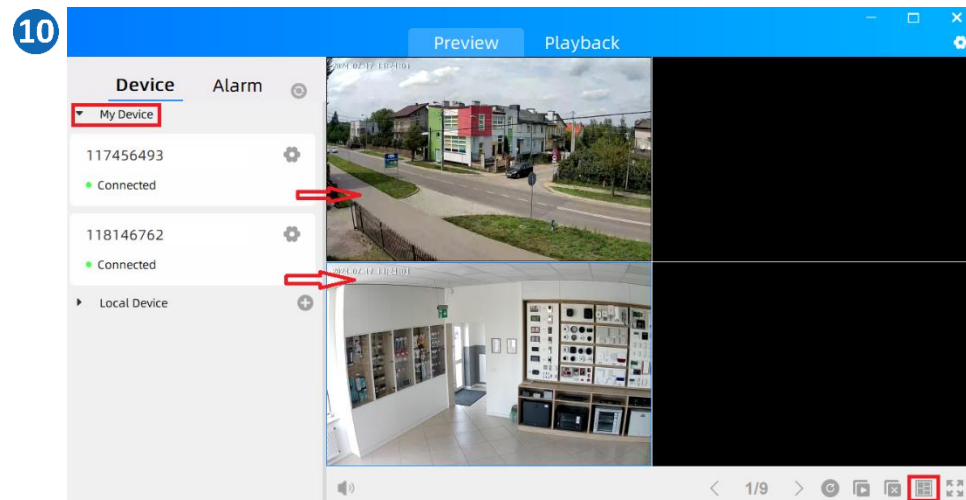 10
Preview Playback
Device Alarm
My Device
117456493
Connected
118146762
Connected
Local Device
1/9